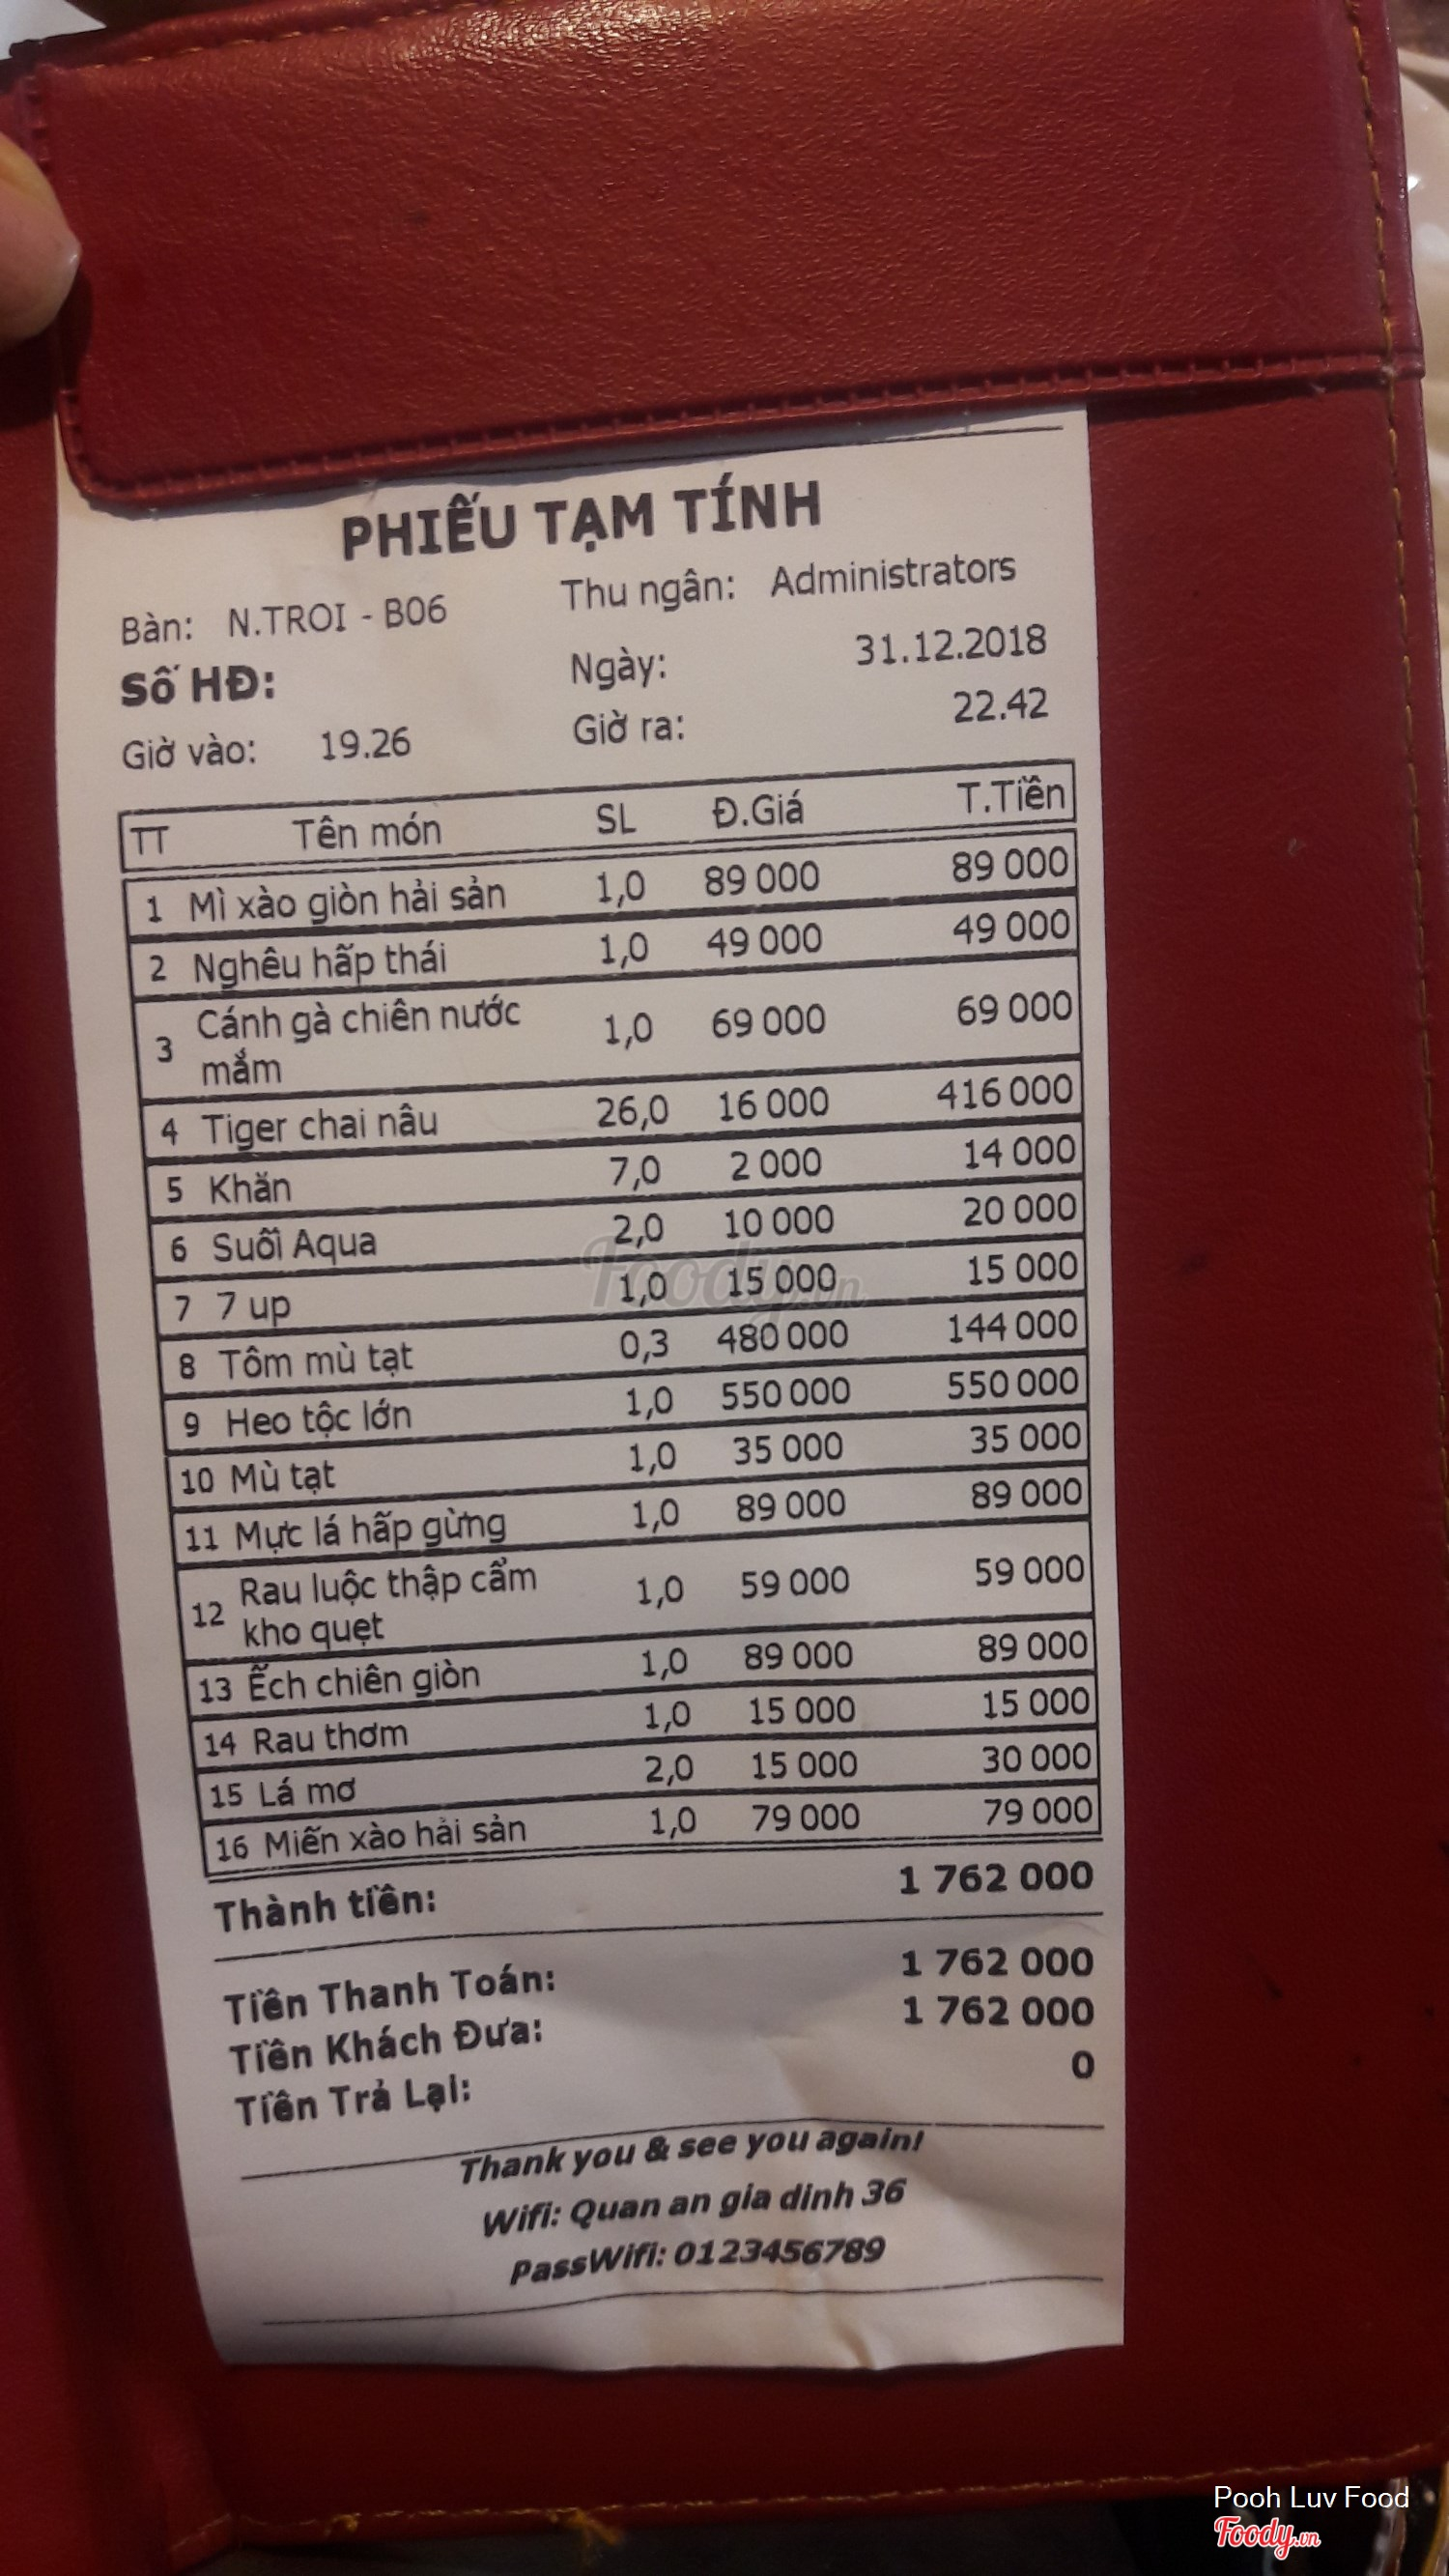 PHIẾU TẠM TÍNH
Bàn: N.TROI - B06 Thu ngân: Administrators
Số HĐ: Ngày: 31.12.2018
Giờ vào: 19.26 Giờ ra: 22.42
TT Tên món SL Đ.Giá T.Tiền
1 Mì xào giòn hải sản 1,0 89 000 89 000
2 Nghêu hấp thái 1,0 49 000 49 000
3 Cánh gà chiên nước 1,0 69 000 69 000
mắm
4 Tiger chai nâu 26,0 16 000 416 000
5 Khăn 7,0 2 000 14 000
6 Suối Aqua 2,0 10 000 20 000
7 7 up 1,0 15 000 15 000
8 Tôm mù tạt 0,3 480 000 144 000
9 Heo tộc lớn 1,0 550 000 550 000
10 Mù tạt 1,0 35 000 35 000
11 Mực lá hấp gừng 1,0 89 000 89 000
12 Rau luộc thập cẩm 1,0 59 000 59 000
kho quẹt
13 Ếch chiên giòn 1,0 89 000 89 000
14 Rau thơm 1,0 15 000 15 000
15 Lá mơ 2,0 15 000 30 000
16 Miến xào hải sản 1,0 79 000 79 000
Thành tiền: 1 762 000
Tiền Thanh Toán: 1 762 000
Tiền Khách Đưa: 1 762 000
Tiền Trả Lại: 0
Thank you & see you again!
Wifi: Quan an gia dinh 36
PassWifi: 0123456789
Foody.vn
Pooh Luv Food
Foody.vn